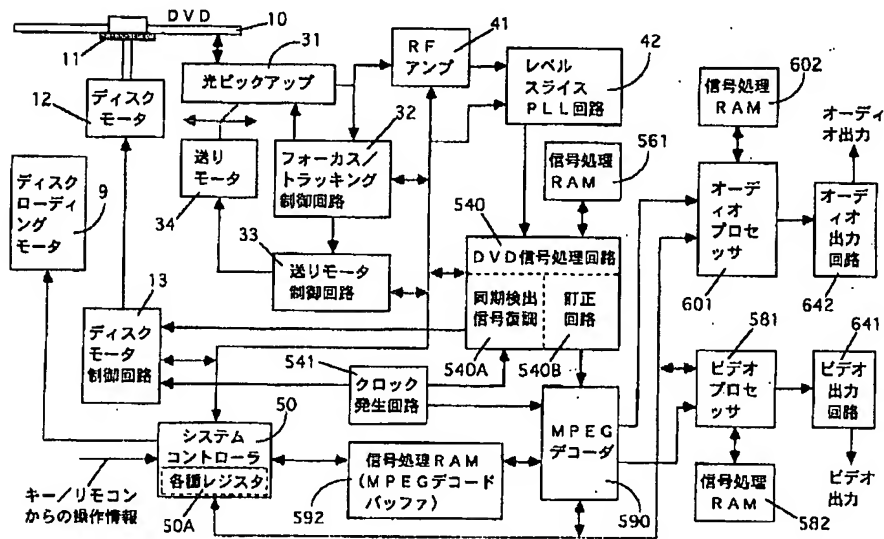 DVD
10
11
31
光ピックアップ
41
RF
アンプ
42
レベル
スライス
PLL回路
602
信号処理
RAM
オーディ
オ出力
12
ディスク
モータ
32
フォーカス/
トラッキング
制御回路
送り
モータ
34
561
信号処理
RAM
ディスク
ローディ
ング
モータ
9
オーデ
ィオプ
ロセッ
サ
601
オーデ
ィオ
出力
回路
642
540
DVD信号処理回路
同期検出
信号復調
訂正
回路
540A
540B
33
送りモータ
制御回路
13
ディスク
モータ
制御回路
541
クロック
発生回路
581
ビデオ
プロセ
ッサ
641
ビデオ
出力
回路
50
システム
コントローラ
各種レジスタ
50A
キー/リモコン
からの操作情報
信号処理RAM
(MPEGデコード
バッファ)
592
MPEG
デコーダ
590
信号処理
RAM
582
ビデオ
出力